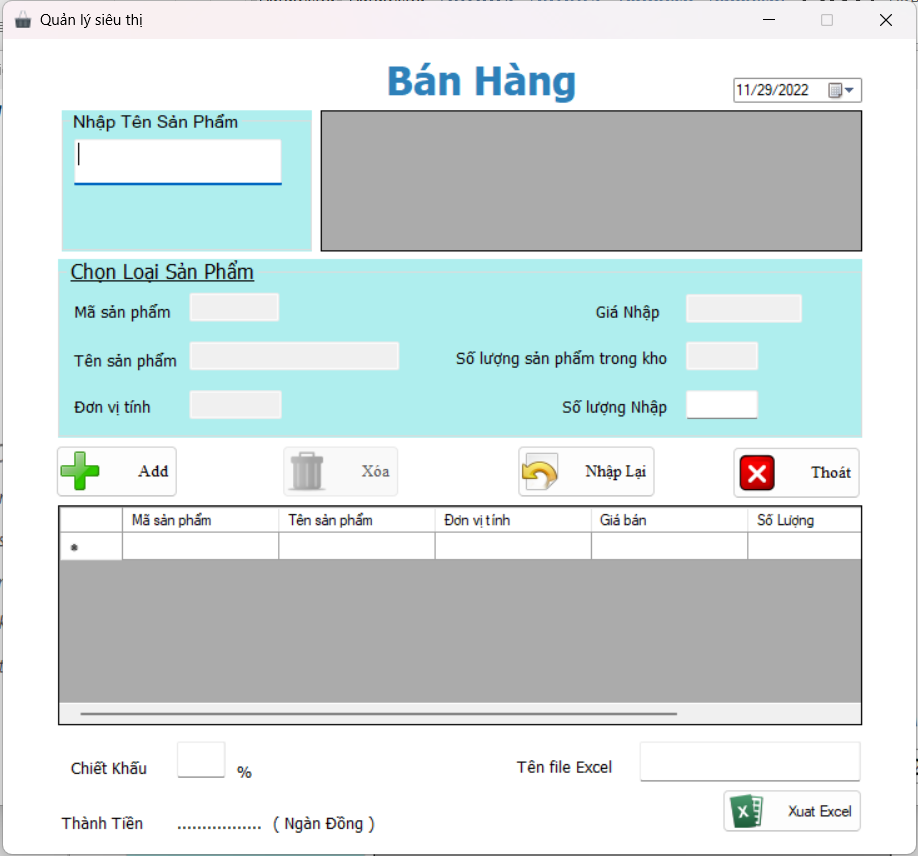 Quản lý siêu thị
Bán Hàng
11/29/2022
Nhập Tên Sản Phẩm
Chọn Loại Sản Phẩm
Mã sản phẩm
Giá Nhập
Tên sản phẩm
Số lượng sản phẩm trong kho
Đơn vị tính
Số lượng Nhập
Add
Xóa
Nhập Lại
Thoát
Mã sản phẩm Tên sản phẩm Đơn vị tính Giá bán Số Lượng
Chiết Khấu %
Tên file Excel
Xuat Excel
Thành Tiền ................. ( Ngàn Đồng )